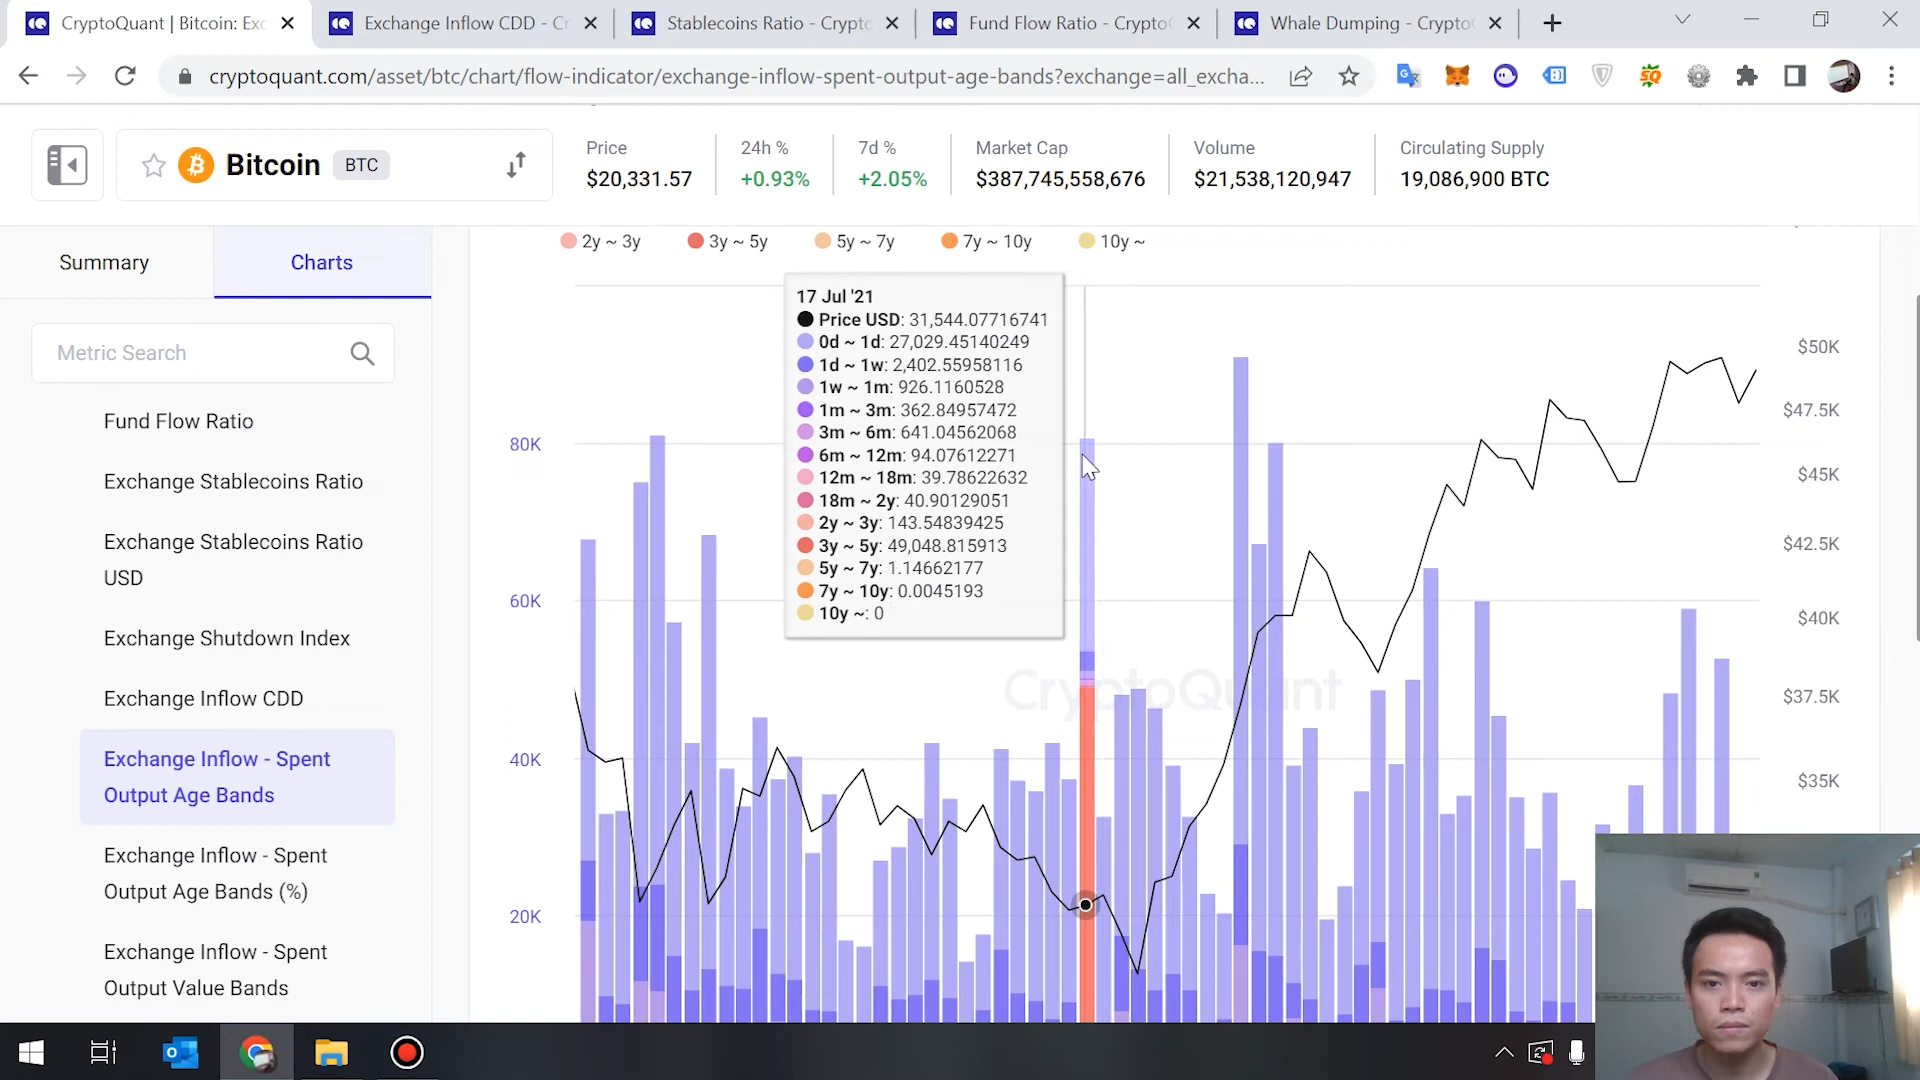 CryptoQuant | Bitcoin: Exc
Exchange Inflow CDD - Cr
Stablecoins Ratio - Crypto
Fund Flow Ratio - CryptoC
Whale Dumping - CryptoC
cryptoquant.com/asset/btc/chart/flow-indicator/exchange-inflow-spent-output-age-bands?exchange=all_excha...
Bitcoin BTC
Price
$20,331.57
24h %
+0.93%
7d %
+2.05%
Market Cap
$387,745,558,676
Volume
$21,538,120,947
Circulating Supply
19,086,900 BTC
Summary
Charts
Metric Search
Fund Flow Ratio
Exchange Stablecoins Ratio
Exchange Stablecoins Ratio
USD
Exchange Shutdown Index
Exchange Inflow CDD
Exchange Inflow - Spent
Output Age Bands
Exchange Inflow - Spent
Output Age Bands (%)
Exchange Inflow - Spent
Output Value Bands
2y ~ 3y
3y ~ 5y
5y ~ 7y
7y ~ 10y
10y ~
17 Jul '21
Price USD: 31,544.07716741
0d ~ 1d: 27,029.45140249
1d ~ 1w: 2,402.55958116
1w ~ 1m: 926.1160528
1m ~ 3m: 362.84957472
3m ~ 6m: 641.04562068
6m ~ 12m: 94.07612271
12m ~ 18m: 39.78622632
18m ~ 2y: 40.90129051
2y ~ 3y: 143.54839425
3y ~ 5y: 49,048.815913
5y ~ 7y: 1.14662177
7y ~ 10y: 0.0045193
10y ~: 0
80K
60K
40K
20K
CryptoQuant
$50K
$47.5K
$45K
$42.5K
$40K
$37.5K
$35K